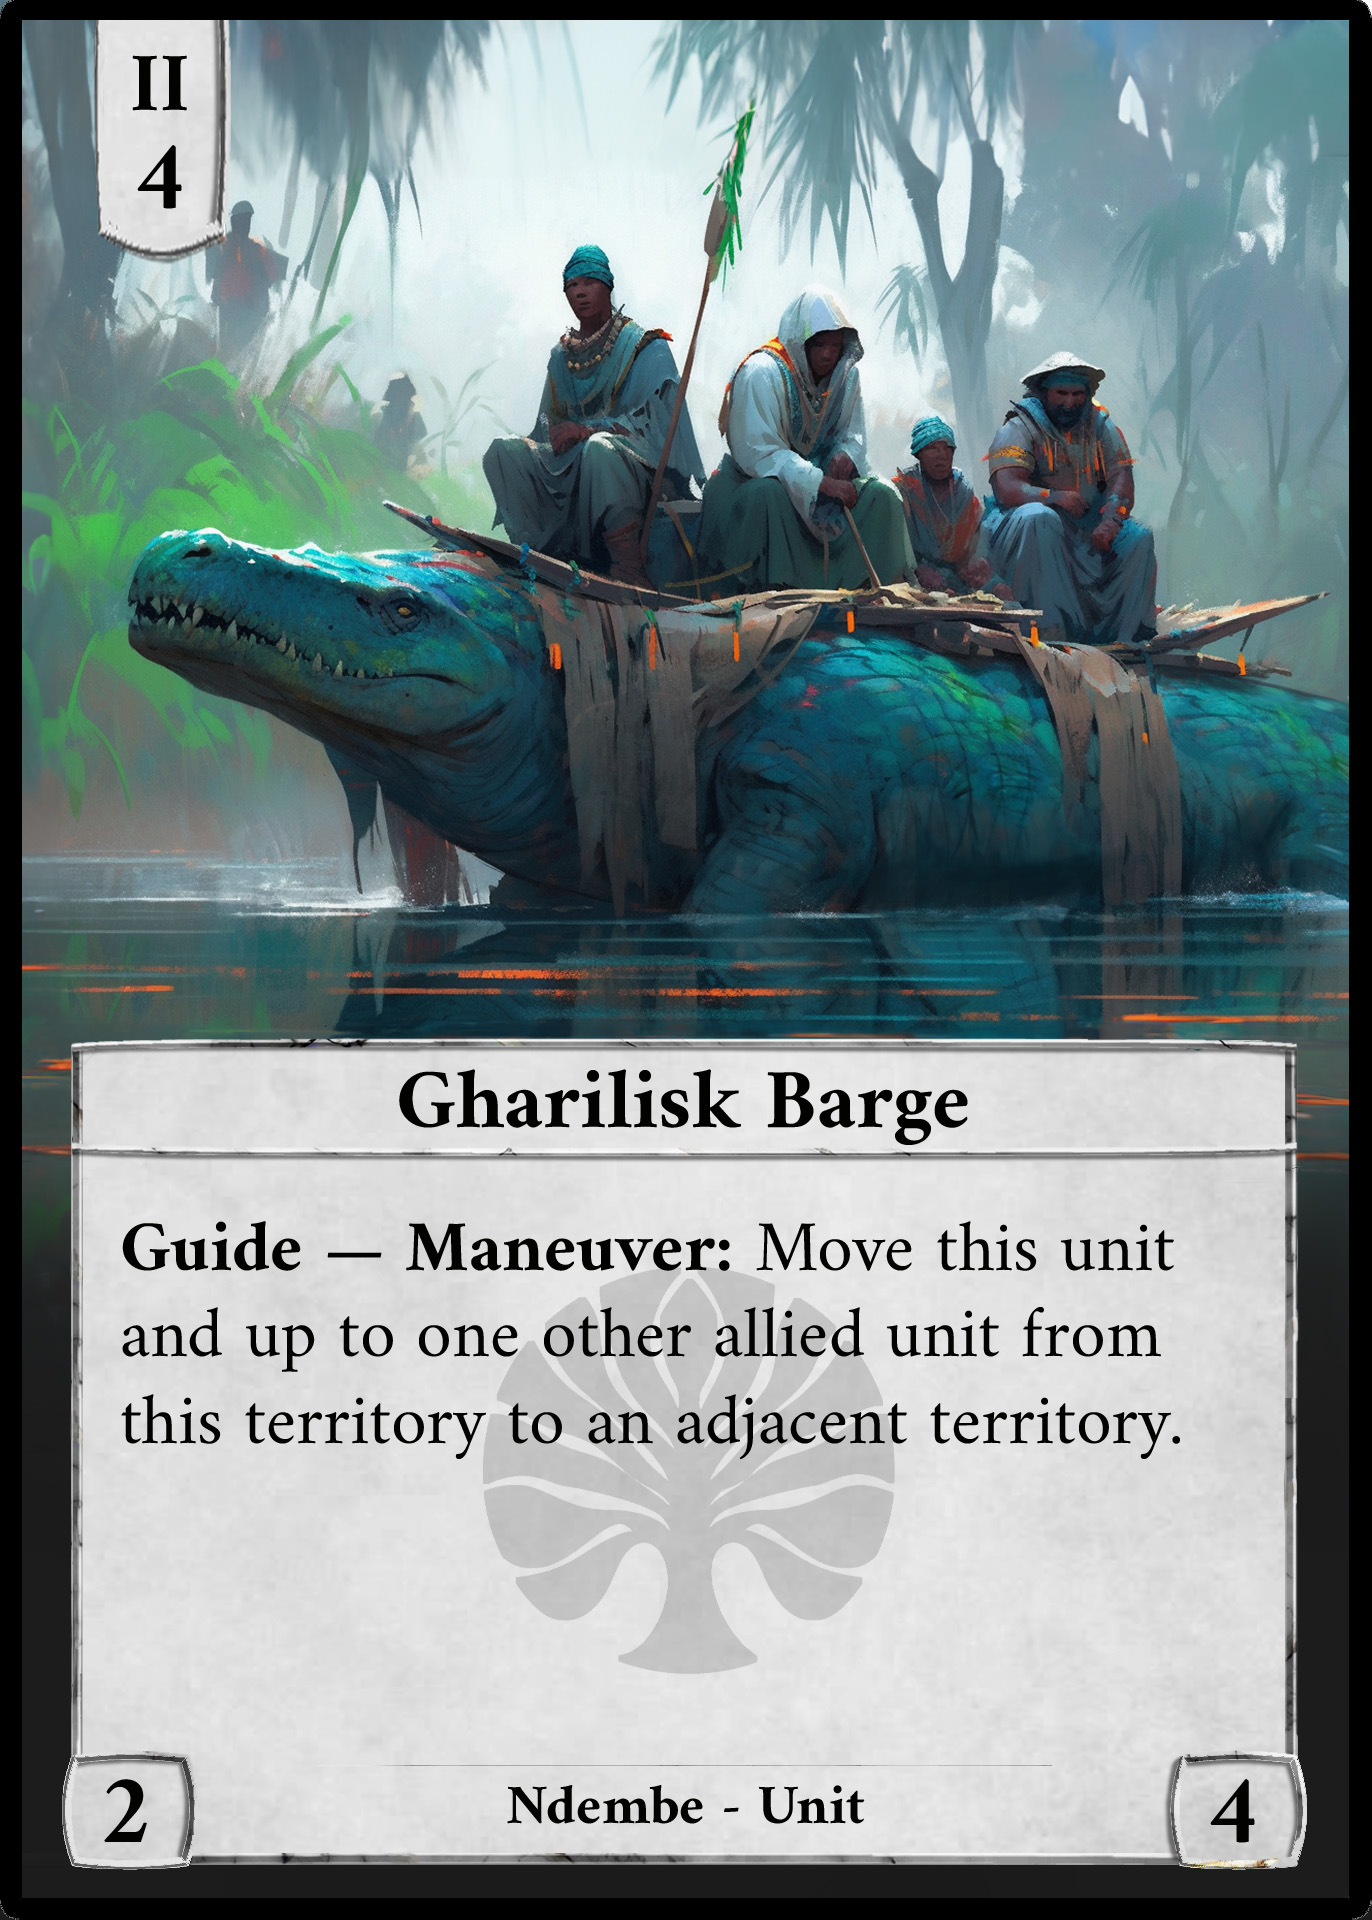 II
4
Gharilisk Barge
Guide — Maneuver: Move this unit
and up to one other allied unit from
this territory to an adjacent territory.
2
Ndembe - Unit
4